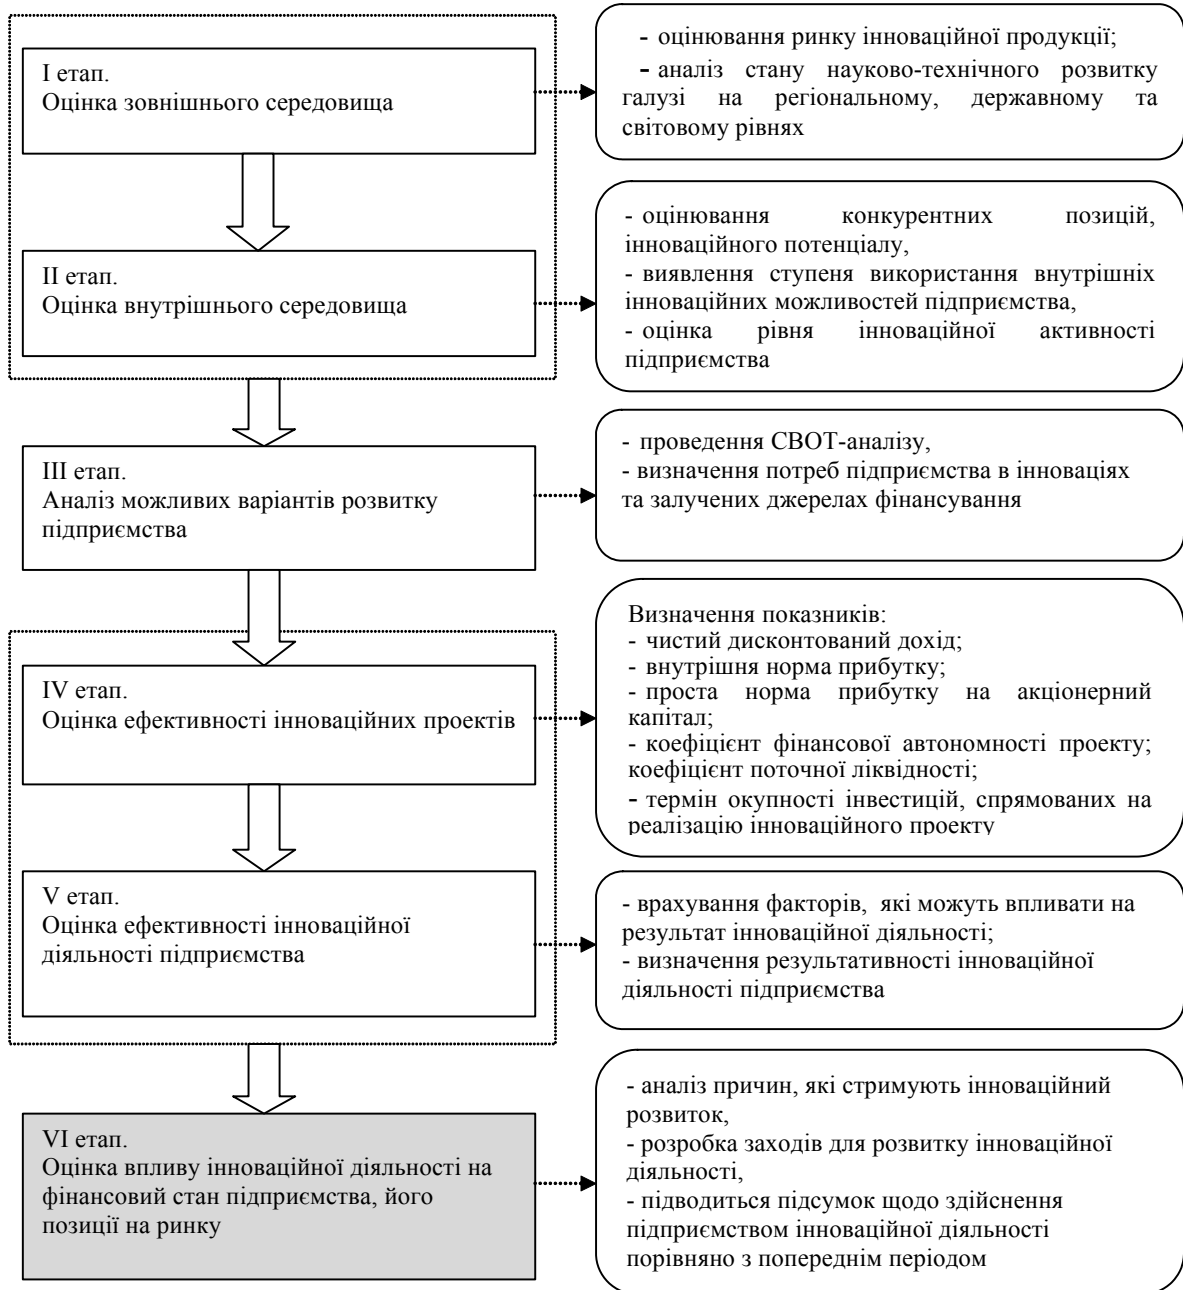 I етап.
Оцінка зовнішнього середовища
- оцінювання ринку інноваційної продукції;
- аналіз стану науково-технічного розвитку
галузі на регіональному, державному та
світовому рівнях
II етап.
Оцінка внутрішнього середовища
- оцінювання конкурентних позицій,
інноваційного потенціалу,
- виявлення ступеня використання внутрішніх
інноваційних можливостей підприємства,
- оцінка рівня інноваційної активності
підприємства
III етап.
Аналіз можливих варіантів розвитку
підприємства
- проведення СВОТ-аналізу,
- визначення потреб підприємства в інноваціях
та залучених джерелах фінансування
IV етап.
Оцінка ефективності інноваційних проектів
Визначення показників:
- чистий дисконтований дохід;
- внутрішня норма прибутку;
- проста норма прибутку на акціонерний
капітал;
- коефіцієнт фінансової автономності проекту;
коефіцієнт поточної ліквідності;
- термін окупності інвестицій, спрямованих на
реалізацію інноваційного проекту
V етап.
Оцінка ефективності інноваційної
діяльності підприємства
- врахування факторів, які можуть впливати на
результат інноваційної діяльності;
- визначення результативності інноваційної
діяльності підприємства
VI етап.
Оцінка впливу інноваційної діяльності на
фінансовий стан підприємства, його
позиції на ринку
- аналіз причин, які стримують інноваційний
розвиток,
- розробка заходів для розвитку інноваційної
діяльності,
- підводиться підсумок щодо здійснення
підприємством інноваційної діяльності
порівняно з попереднім періодом